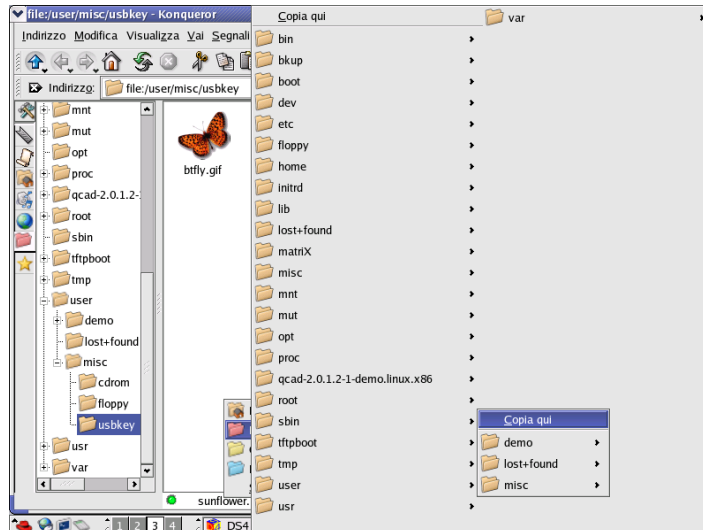 file:/user/misc/usbkey - Konqueror
Indirizzo Modifica Visualizza Vai Segnali
Indirizzo: file:/user/misc/usbkey
mnt
mut
opt
proc
qcad-2.0.1.2-
root
sbin
tftpboot
tmp
user
demo
lost+found
misc
cdrom
floppy
usbkey
usr
var
btfly.gif
sunflower.
Copia qui
bin
bkup
boot
dev
etc
floppy
home
initrd
lib
lost+found
matriX
misc
mnt
mut
opt
proc
qcad-2.0.1.2-1-demo.linux.x86
root
sbin
tftpboot
tmp
user
usr
var
Copia qui
demo
lost+found
misc
1 2 3 4
DS4